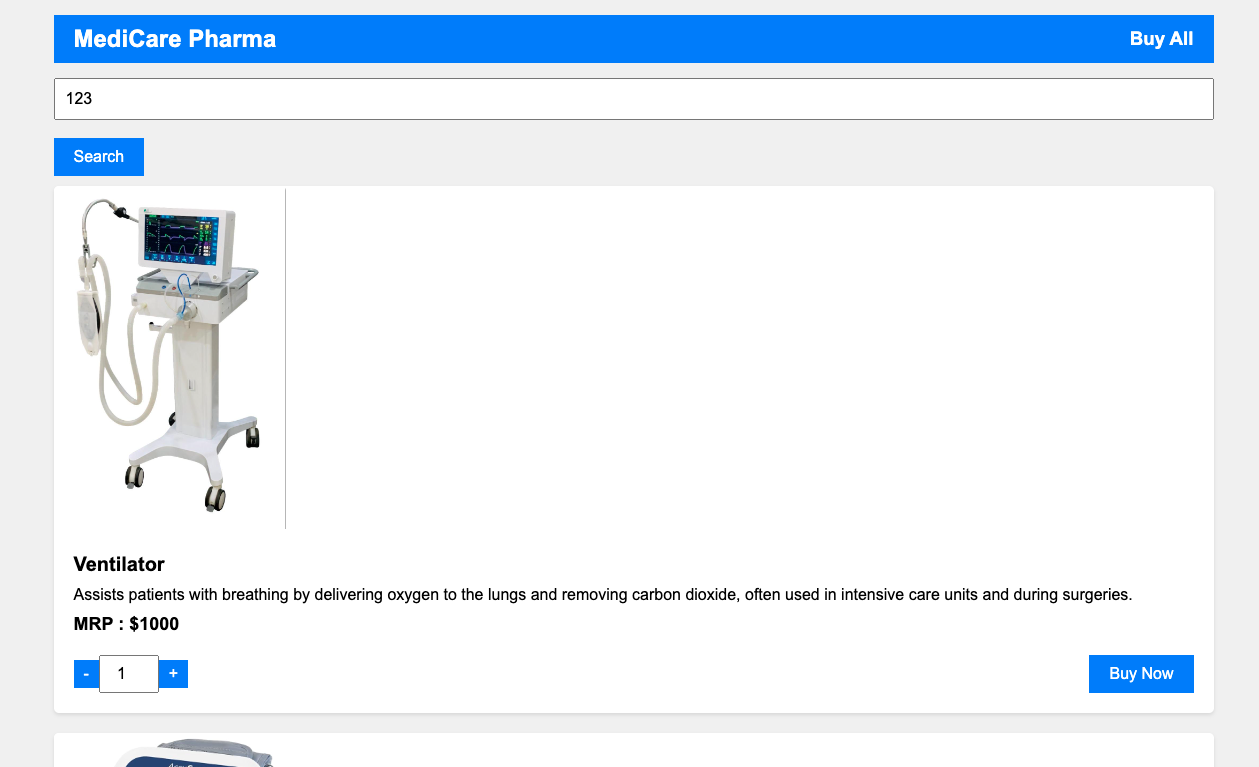 MediCare Pharma
Buy All
123
Search
Ventilator
Assists patients with breathing by delivering oxygen to the lungs and removing carbon dioxide, often used in intensive care units and during surgeries.
MRP : $1000
- 1 +
Buy Now